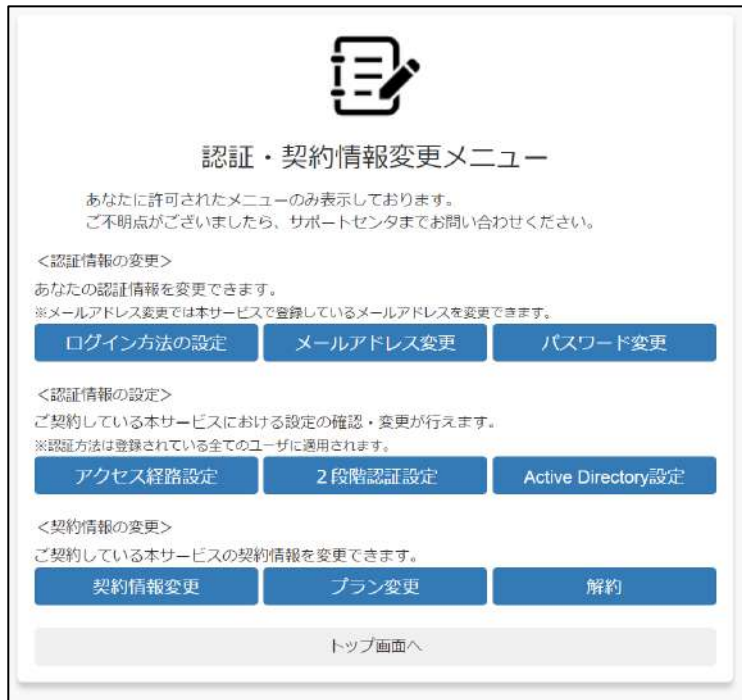 認証・契約情報変更メニュー
あなたに許可されたメニューのみ表示しております。
ご不明点がございましたら、サポートセンタまでお問い合わせください。
＜認証情報の変更＞
あなたの認証情報を変更できます。
※メールアドレス変更では本サービスで登録しているメールアドレスを変更できます。
ログイン方法の設定 メールアドレス変更 パスワード変更
＜認証情報の設定＞
ご契約している本サービスにおける設定の確認・変更が行えます。
※認証方法は登録されている全てのユーザに適用されます。
アクセス経路設定 ２段階認証設定 Active Directory設定
＜契約情報の変更＞
ご契約している本サービスの契約情報を変更できます。
契約情報変更 プラン変更 解約
トップ画面へ